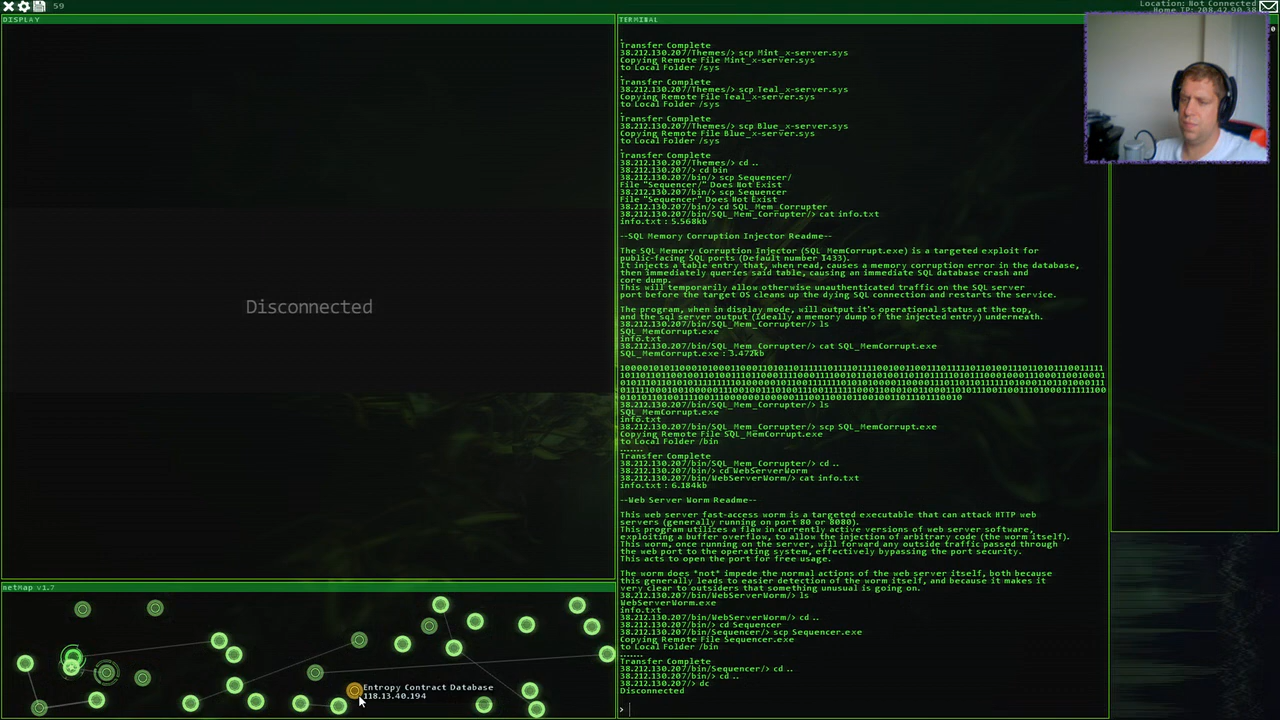 59
Location: Not Connected
Home IP: 208.42.90.38
DISPLAY
Disconnected
TERMINAL
.
Transfer Complete
38.212.130.207/Themes/> scp Mint_x-server.sys
Copying Remote File Mint_x-server.sys
to Local Folder /sys
.
Transfer Complete
38.212.130.207/Themes/> scp Teal_x-server.sys
Copying Remote File Teal_x-server.sys
to Local Folder /sys
.
Transfer Complete
38.212.130.207/Themes/> scp Blue_x-server.sys
Copying Remote File Blue_x-server.sys
to Local Folder /sys
.
Transfer Complete
38.212.130.207/Themes/> cd ..
38.212.130.207/> cd bin
38.212.130.207/bin/> scp Sequencer/
File "Sequencer/" Does Not Exist
38.212.130.207/bin/> scp Sequencer
File "Sequencer" Does Not Exist
38.212.130.207/bin/> cd SQL_Mem_Corrupter
38.212.130.207/bin/SQL_Mem_Corrupter/> cat info.txt
info.txt : 5.568kb
--SQL Memory Corruption Injector Readme--
The SQL Memory Corruption Injector (SQL_MemCorrupt.exe) is a targeted exploit for
public-facing SQL ports (Default number 1433).
It injects a table entry that, when read, causes a memory corruption error in the database,
then immediately queries said table, causing an immediate SQL database crash and
core dump.
This will temporarily allow otherwise unauthenticated traffic on the SQL server
port before the target OS cleans up the dying SQL connection and restarts the service.
The program, when in display mode, will output it's operational status at the top,
and the sql server output (Ideally a memory dump of the injected entry) underneath.
38.212.130.207/bin/SQL_Mem_Corrupter/> ls
SQL_MemCorrupt.exe
info.txt
38.212.130.207/bin/SQL_Mem_Corrupter/> cat SQL_MemCorrupt.exe
SQL_MemCorrupt.exe : 3.472kb
38.212.130.207/bin/SQL_Mem_Corrupter/> ls
SQL_MemCorrupt.exe
info.txt
38.212.130.207/bin/SQL_Mem_Corrupter/> scp SQL_MemCorrupt.exe
Copying Remote File SQL_MemCorrupt.exe
to Local Folder /bin
.......
Transfer Complete
38.212.130.207/bin/SQL_Mem_Corrupter/> cd ..
38.212.130.207/bin/> cd WebServerWorm
38.212.130.207/bin/WebServerWorm/> cat info.txt
info.txt : 6.184kb
--Web Server Worm Readme--
This web server fast-access worm is a targeted executable that can attack HTTP web
servers (generally running on port 80 or 8080).
This program utilizes a flaw in currently active versions of web server software,
exploiting a buffer overflow, to allow the injection of arbitrary code (the worm itself).
This worm, once running on the server, will forward any outside traffic passed through
the web port to the operating system, effectively bypassing the port security.
This acts to open the port for free usage.
The worm does *not* impede the normal actions of the web server itself, both because
this generally leads to easier detection of the worm itself, and because it makes it
very clear to outsiders that something unusual is going on.
38.212.130.207/bin/WebServerWorm/> ls
WebServerWorm.exe
info.txt
38.212.130.207/bin/WebServerWorm/> cd ..
38.212.130.207/bin/> cd Sequencer
38.212.130.207/bin/Sequencer/> scp Sequencer.exe
Copying Remote File Sequencer.exe
to Local Folder /bin
.......
Transfer Complete
38.212.130.207/bin/Sequencer/> cd ..
38.212.130.207/bin/> cd ..
38.212.130.207/> dc
Disconnected
>
netMap v1.7
Entropy Contract Database
118.13.40.194